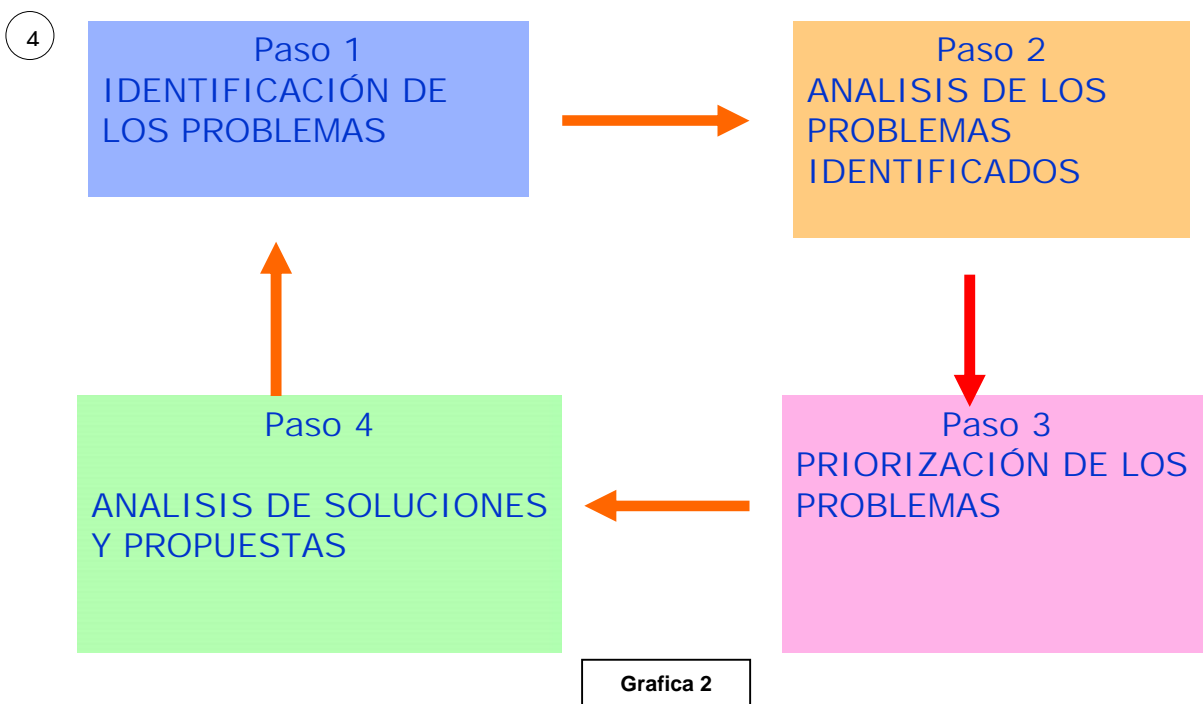 4
Paso 1
IDENTIFICACIÓN DE
LOS PROBLEMAS
Paso 2
ANALISIS DE LOS
PROBLEMAS
IDENTIFICADOS
Paso 4
ANALISIS DE SOLUCIONES
Y PROPUESTAS
Paso 3
PRIORIZACIÓN DE LOS
PROBLEMAS
Grafica 2